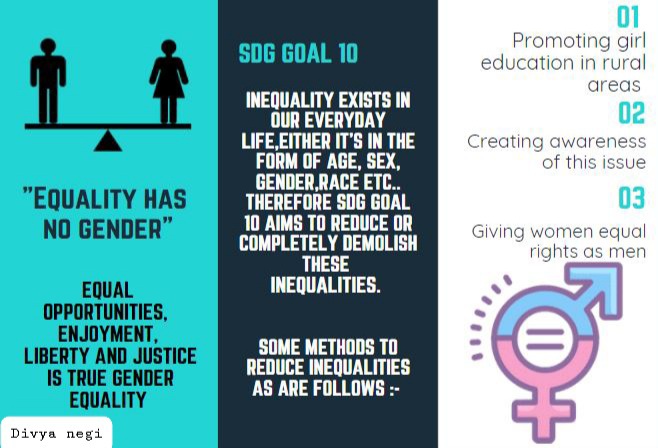 "EQUALITY HAS
NO GENDER"
EQUAL
OPPORTUNITIES,
ENJOYMENT,
LIBERTY AND JUSTICE
IS TRUE GENDER
EQUALITY
Divya negi
SDG GOAL 10
INEQUALITY EXISTS IN
OUR EVERYDAY
LIFE,EITHER IT'S IN THE
FORM OF AGE, SEX,
GENDER,RACE ETC..
THEREFORE SDG GOAL
10 AIMS TO REDUCE OR
COMPLETELY DEMOLISH
THESE
INEQUALITIES.
SOME METHODS TO
REDUCE INEQUALITIES
AS ARE FOLLOWS :-
01
Promoting girl
education in rural
areas
02
Creating awareness
of this issue
03
Giving women equal
rights as men